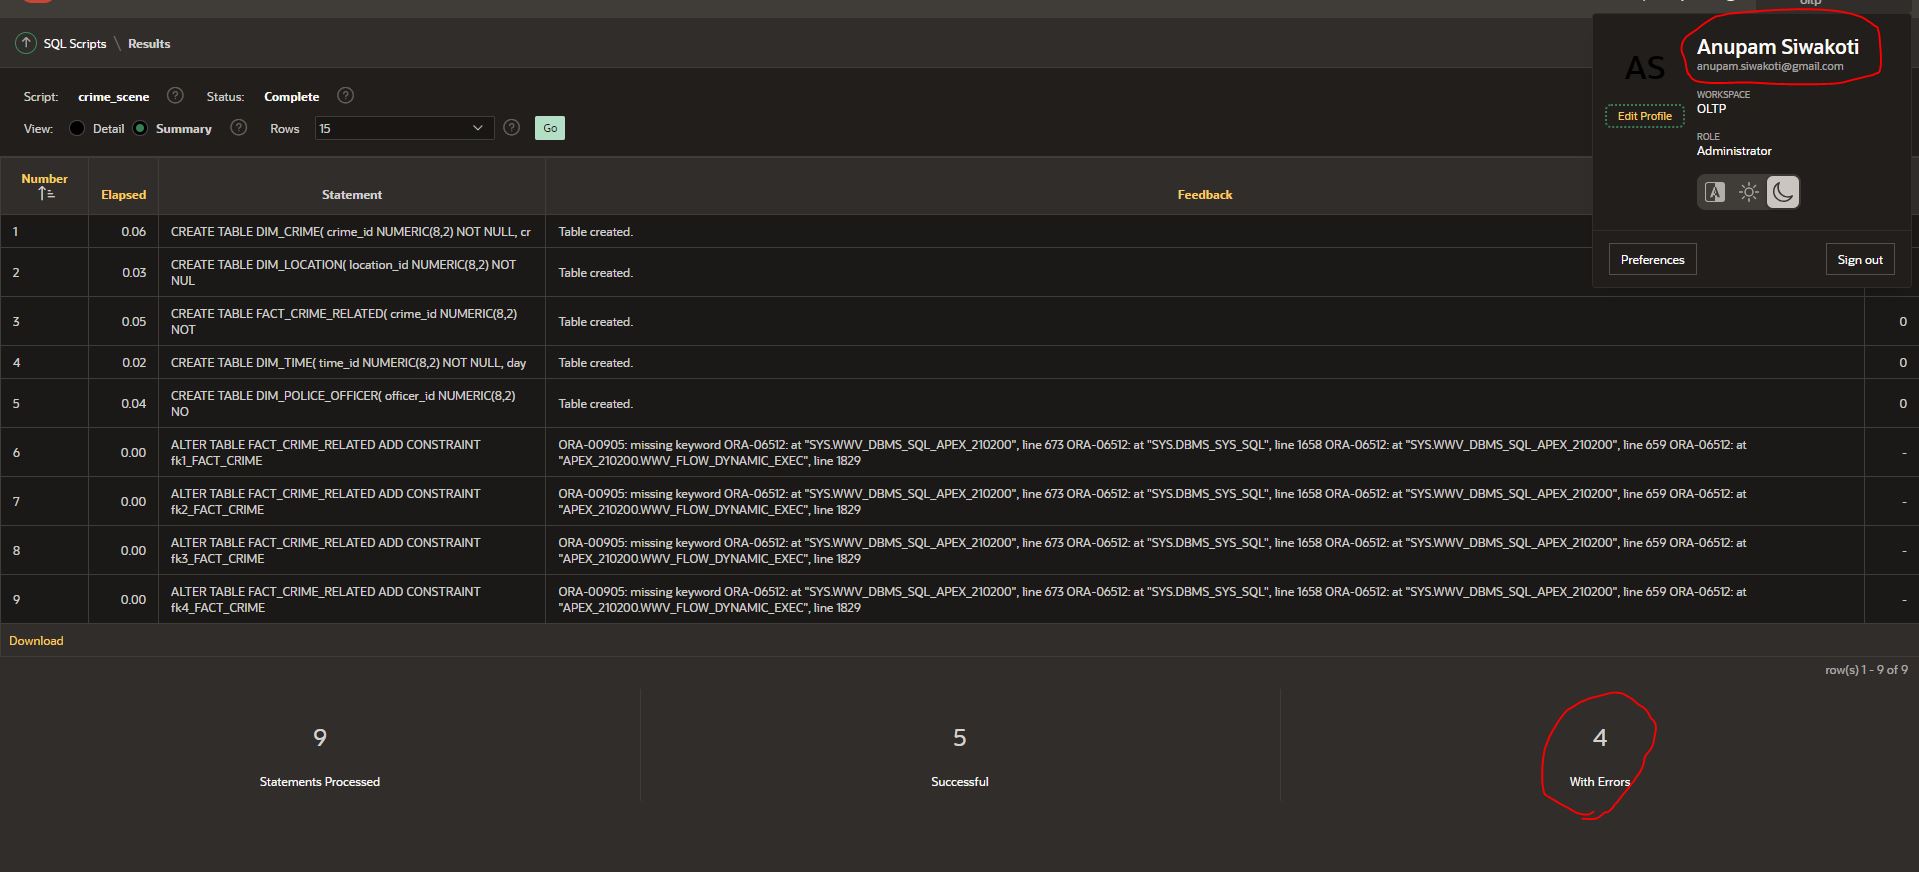 oltp
SQL Scripts \ Results
Anupam Siwakoti
anupam.siwakoti@gmail.com
AS
WORKSPACE
OLTP
Edit Profile
ROLE
Administrator
Preferences
Sign out
Script: crime_scene ? Status: Complete ?
View: Detail Summary ? Rows 15 ? Go
Number Elapsed Statement Feedback
1 0.06 CREATE TABLE DIM_CRIME( crime_id NUMERIC(8,2) NOT NULL, cr Table created.
2 0.03 CREATE TABLE DIM_LOCATION( location_id NUMERIC(8,2) NOT
NUL Table created.
3 0.05 CREATE TABLE FACT_CRIME_RELATED( crime_id NUMERIC(8,2)
NOT Table created. 0
4 0.02 CREATE TABLE DIM_TIME( time_id NUMERIC(8,2) NOT NULL, day Table created. 0
5 0.04 CREATE TABLE DIM_POLICE_OFFICER( officer_id NUMERIC(8,2)
NO Table created. 0
6 0.00 ALTER TABLE FACT_CRIME_RELATED ADD CONSTRAINT
fk1_FACT_CRIME
ORA-00905: missing keyword ORA-06512: at "SYS.WWV_DBMS_SQL_APEX_210200", line 673 ORA-06512: at "SYS.DBMS_SYS_SQL", line 1658 ORA-06512: at "SYS.WWV_DBMS_SQL_APEX_210200", line 659 ORA-06512: at
"APEX_210200.WWV_FLOW_DYNAMIC_EXEC", line 1829 -
7 0.00 ALTER TABLE FACT_CRIME_RELATED ADD CONSTRAINT
fk2_FACT_CRIME
ORA-00905: missing keyword ORA-06512: at "SYS.WWV_DBMS_SQL_APEX_210200", line 673 ORA-06512: at "SYS.DBMS_SYS_SQL", line 1658 ORA-06512: at "SYS.WWV_DBMS_SQL_APEX_210200", line 659 ORA-06512: at
"APEX_210200.WWV_FLOW_DYNAMIC_EXEC", line 1829 -
8 0.00 ALTER TABLE FACT_CRIME_RELATED ADD CONSTRAINT
fk3_FACT_CRIME
ORA-00905: missing keyword ORA-06512: at "SYS.WWV_DBMS_SQL_APEX_210200", line 673 ORA-06512: at "SYS.DBMS_SYS_SQL", line 1658 ORA-06512: at "SYS.WWV_DBMS_SQL_APEX_210200", line 659 ORA-06512: at
"APEX_210200.WWV_FLOW_DYNAMIC_EXEC", line 1829 -
9 0.00 ALTER TABLE FACT_CRIME_RELATED ADD CONSTRAINT
fk4_FACT_CRIME
ORA-00905: missing keyword ORA-06512: at "SYS.WWV_DBMS_SQL_APEX_210200", line 673 ORA-06512: at "SYS.DBMS_SYS_SQL", line 1658 ORA-06512: at "SYS.WWV_DBMS_SQL_APEX_210200", line 659 ORA-06512: at
"APEX_210200.WWV_FLOW_DYNAMIC_EXEC", line 1829 -
Download
row(s) 1 - 9 of 9
9
Statements Processed
5
Successful
4
With Errors